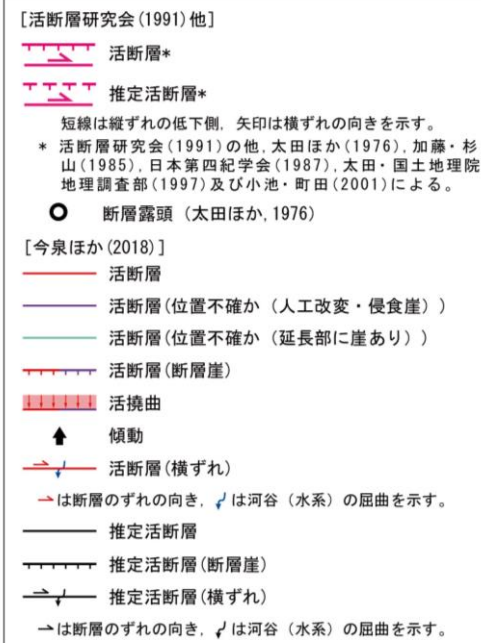 [活断層研究会(1991)他]
活断層*
推定活断層*
短線は縦ずれの低下側，矢印は横ずれの向きを示す。
* 活断層研究会(1991)の他，太田ほか(1976)，加藤・杉
山(1985)，日本第四紀学会(1987)，太田・国土地理院
地理調査部(1997)及び小池・町田(2001)による。
断層露頭（太田ほか,1976）
[今泉ほか(2018)]
活断層
活断層(位置不確か（人工改変・侵食崖）)
活断層(位置不確か（延長部に崖あり）)
活断層(断層崖)
活撓曲
傾動
活断層(横ずれ)
は断層のずれの向き，は河谷（水系）の屈曲を示す。
推定活断層
推定活断層(断層崖)
推定活断層(横ずれ)
は断層のずれの向き，は河谷（水系）の屈曲を示す。